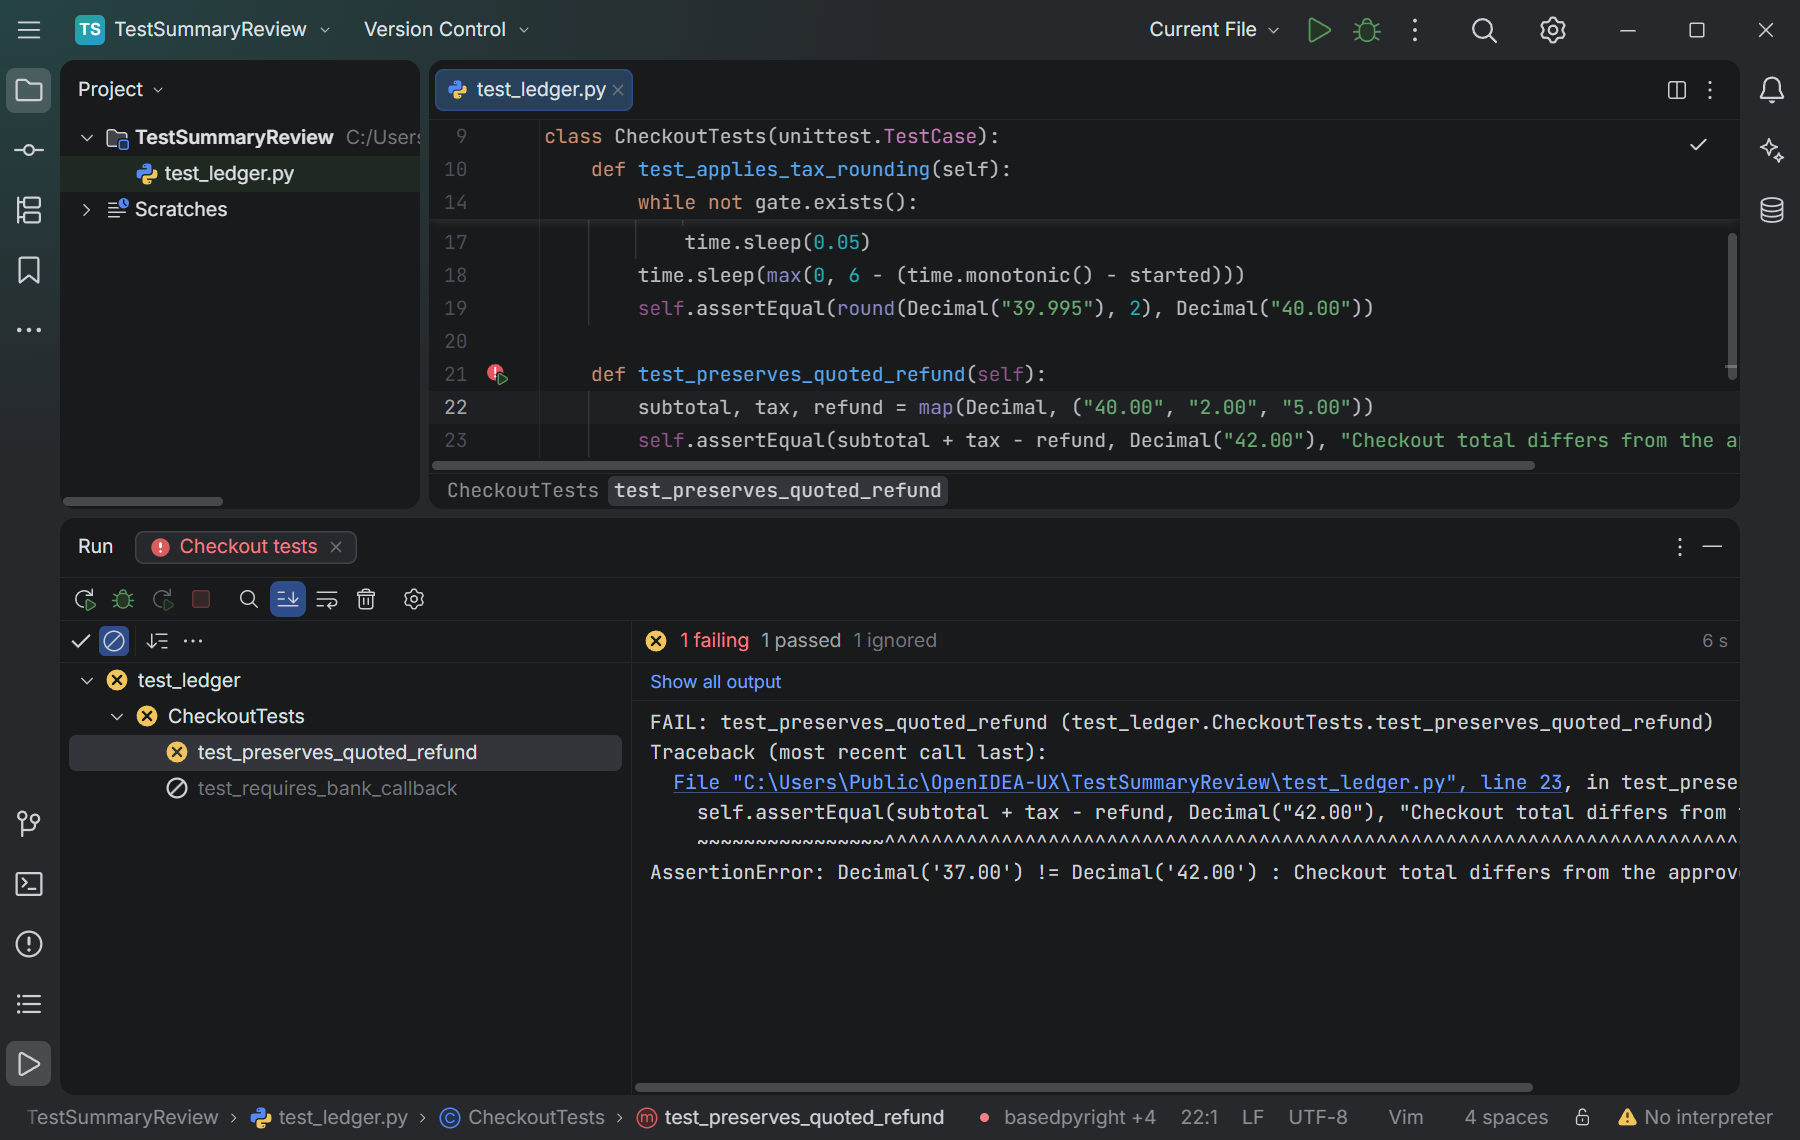 TS TestSummaryReview Version Control Current File
Project
TestSummaryReview C:/Users
test_ledger.py
Scratches
test_ledger.py
9 class CheckoutTests(unittest.TestCase):
10 def test_applies_tax_rounding(self):
14 while not gate.exists():
17 time.sleep(0.05)
18 time.sleep(max(0, 6 - (time.monotonic() - started)))
19 self.assertEqual(round(Decimal("39.995"), 2), Decimal("40.00"))
20
21 def test_preserves_quoted_refund(self):
22 subtotal, tax, refund = map(Decimal, ("40.00", "2.00", "5.00"))
23 self.assertEqual(subtotal + tax - refund, Decimal("42.00"), "Checkout total differs from the a
CheckoutTests test_preserves_quoted_refund
Run Checkout tests
1 failing 1 passed 1 ignored 6 s
test_ledger
CheckoutTests
test_preserves_quoted_refund
test_requires_bank_callback
Show all output
FAIL: test_preserves_quoted_refund (test_ledger.CheckoutTests.test_preserves_quoted_refund)
Traceback (most recent call last):
File "C:\Users\Public\OpenIDEA-UX\TestSummaryReview\test_ledger.py", line 23, in test_prese
self.assertEqual(subtotal + tax - refund, Decimal("42.00"), "Checkout total differs from
~~~~~~~~~~~~~~~~^^^^^^^^^^^^^^^^^^^^^^^^^^^^^^^^^^^^^^^^^^^^^^^^^^^^^^^^^^^^^^^^^^^^^^^^^
AssertionError: Decimal('37.00') != Decimal('42.00') : Checkout total differs from the approv
TestSummaryReview › test_ledger.py › CheckoutTests › test_preserves_quoted_refund basedpyright +4 22:1 LF UTF-8 Vim 4 spaces No interpreter